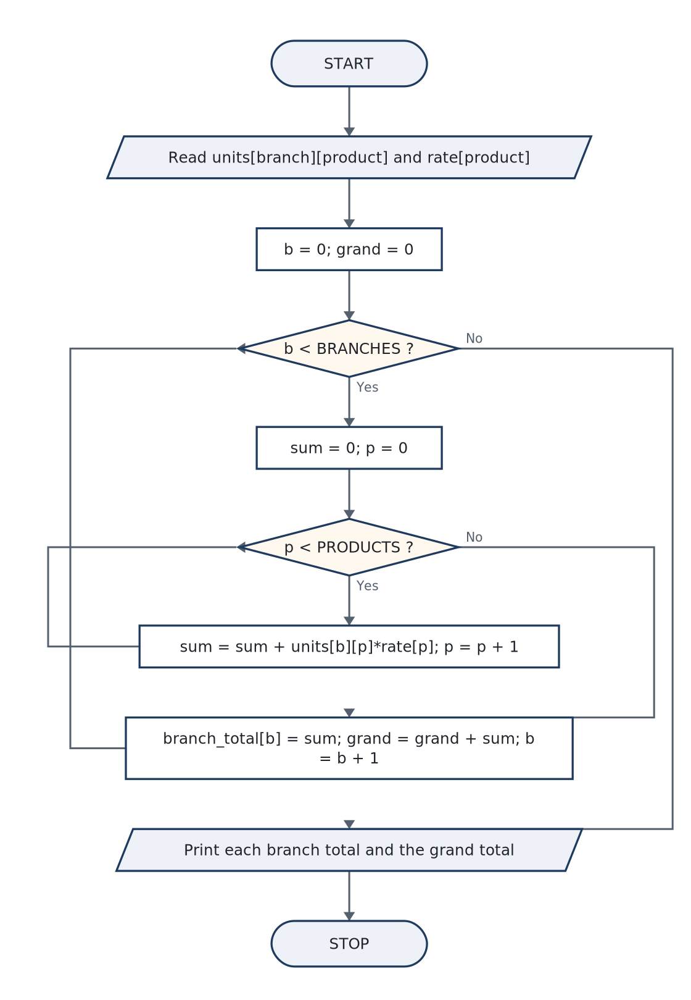 START
Read units[branch][product] and rate[product]
b = 0; grand = 0
b < BRANCHES ?
No
Yes
sum = 0; p = 0
p < PRODUCTS ?
No
Yes
sum = sum + units[b][p]*rate[p]; p = p + 1
branch_total[b] = sum; grand = grand + sum; b
= b + 1
Print each branch total and the grand total
STOP